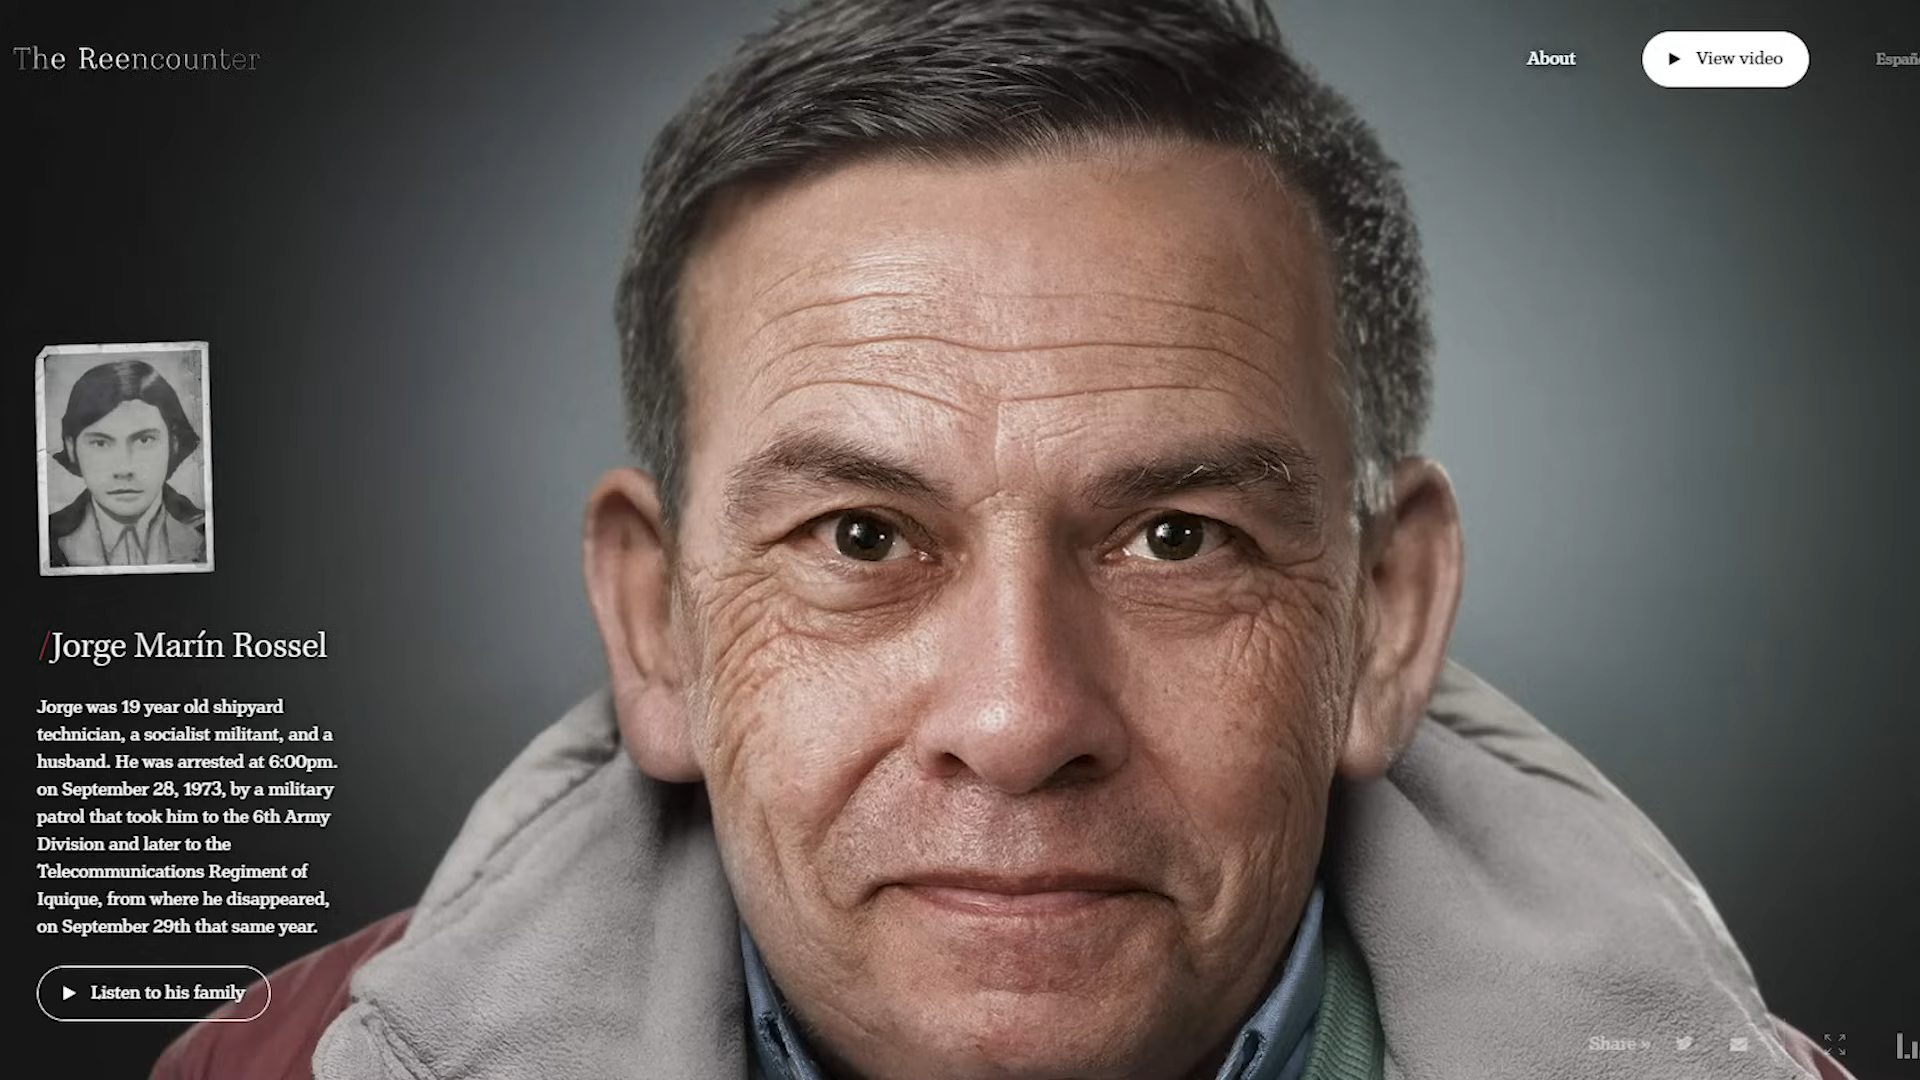 The Reencounter
About
View video
/Jorge Marín Rossel
Jorge was 19 year old shipyard
technician, a socialist militant, and a
husband. He was arrested at 6:00pm.
on September 28, 1973, by a military
patrol that took him to the 6th Army
Division and later to the
Telecommunications Regiment of
Iquique, from where he disappeared,
on September 29th that same year.
Listen to his family
Share »